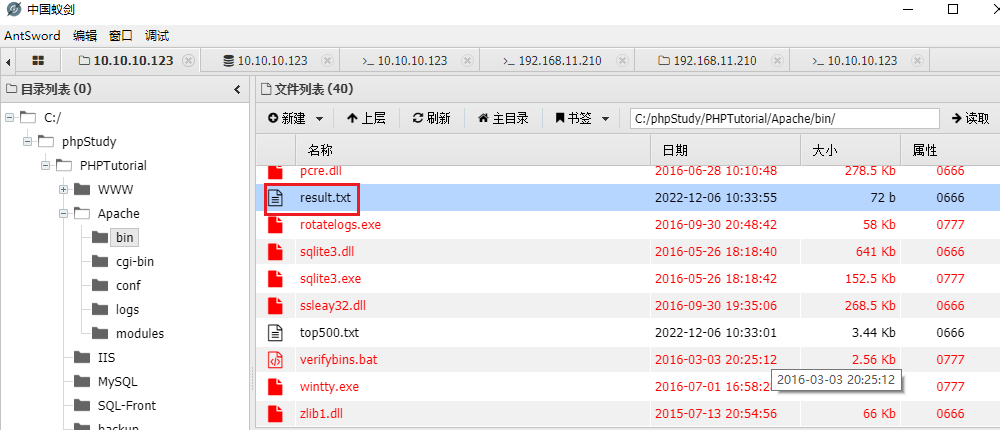 中国蚁剑
AntSword 编辑 窗口 调试
10.10.10.123 10.10.10.123 >_ 10.10.10.123 >_ 192.168.11.210 192.168.11.210 >_ 10.10.10.123
目录列表 (0)
C:/
phpStudy
PHPTutorial
WWW
Apache
bin
cgi-bin
conf
logs
modules
IIS
MySQL
SQL-Front
backup
文件列表 (40)
新建 上层 刷新 主目录 书签 C:/phpStudy/PHPTutorial/Apache/bin/ 读取
名称 日期 大小 属性
pcre.dll 2016-06-28 10:10:48 278.5 Kb 0666
result.txt 2022-12-06 10:33:55 72 b 0666
rotatelogs.exe 2016-09-30 20:48:42 58 Kb 0777
sqlite3.dll 2016-05-26 18:18:40 641 Kb 0666
sqlite3.exe 2016-05-26 18:18:42 152.5 Kb 0777
ssleay32.dll 2016-09-30 19:35:06 268.5 Kb 0666
top500.txt 2022-12-06 10:33:01 3.44 Kb 0666
verifybins.bat 2016-03-03 20:25:12 2.56 Kb 0777
2016-03-03 20:25:12
wintty.exe 2016-07-01 16:58:2 0777
zlib1.dll 2015-07-13 20:54:56 66 Kb 0666